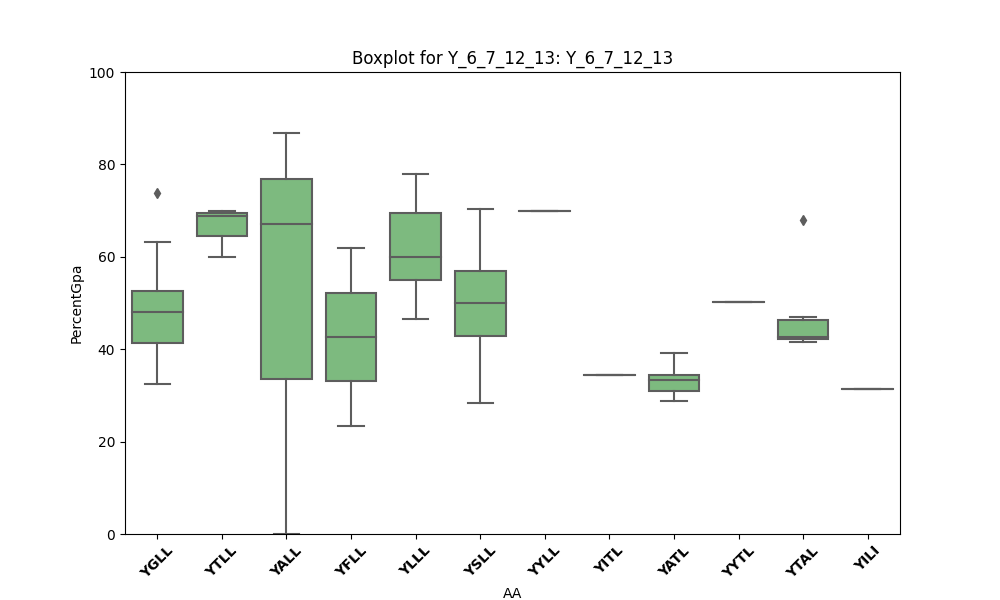 Boxplot for Y_6_7_12_13: Y_6_7_12_13
100
80
60
40
20
0
PercentGpa
YGLL
YTLL
YALL
YFLL
YLLL
YSLL
YYLL
YITL
YATL
YYTL
YTAL
YILI
AA